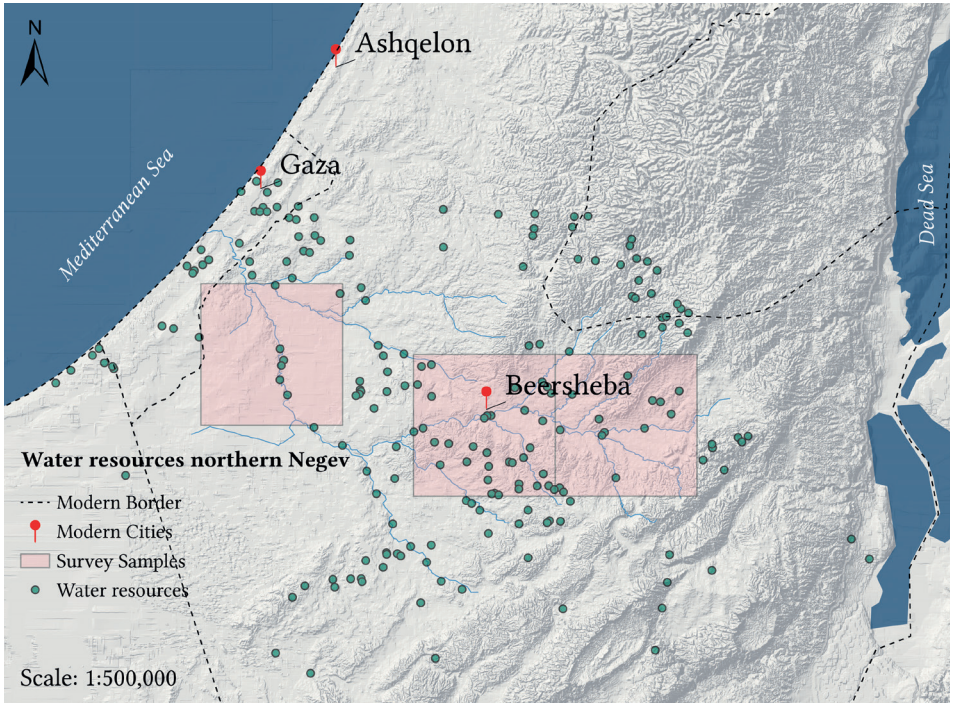 N
Ashqelon
Gaza
Mediterranean Sea
Dead Sea
Beersheba
Water resources northern Negev
Modern Border
Modern Cities
Survey Samples
Water resources
Scale: 1:500,000